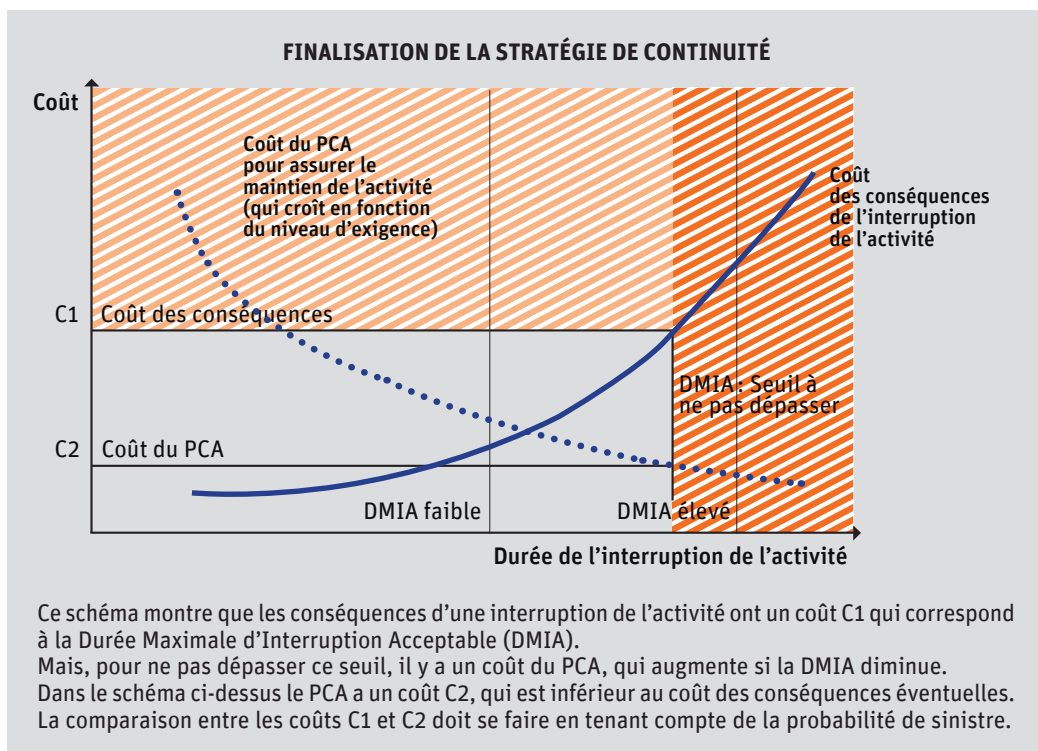 FINALISATION DE LA STRATÉGIE DE CONTINUITÉ
Coût
Coût du PCA
pour assurer le
maintien de l’activité
(qui croît en fonction
du niveau d’exigence)
Coût
des conséquences
de l’interruption
de l’activité
C1
Coût des conséquences
DMIA : Seuil à
ne pas dépasser
C2
Coût du PCA
DMIA faible
DMIA élevé
Durée de l’interruption de l’activité
Ce schéma montre que les conséquences d’une interruption de l’activité ont un coût C1 qui correspond
à la Durée Maximale d’Interruption Acceptable (DMIA).
Mais, pour ne pas dépasser ce seuil, il y a un coût du PCA, qui augmente si la DMIA diminue.
Dans le schéma ci-dessus le PCA a un coût C2, qui est inférieur au coût des conséquences éventuelles.
La comparaison entre les coûts C1 et C2 doit se faire en tenant compte de la probabilité de sinistre.